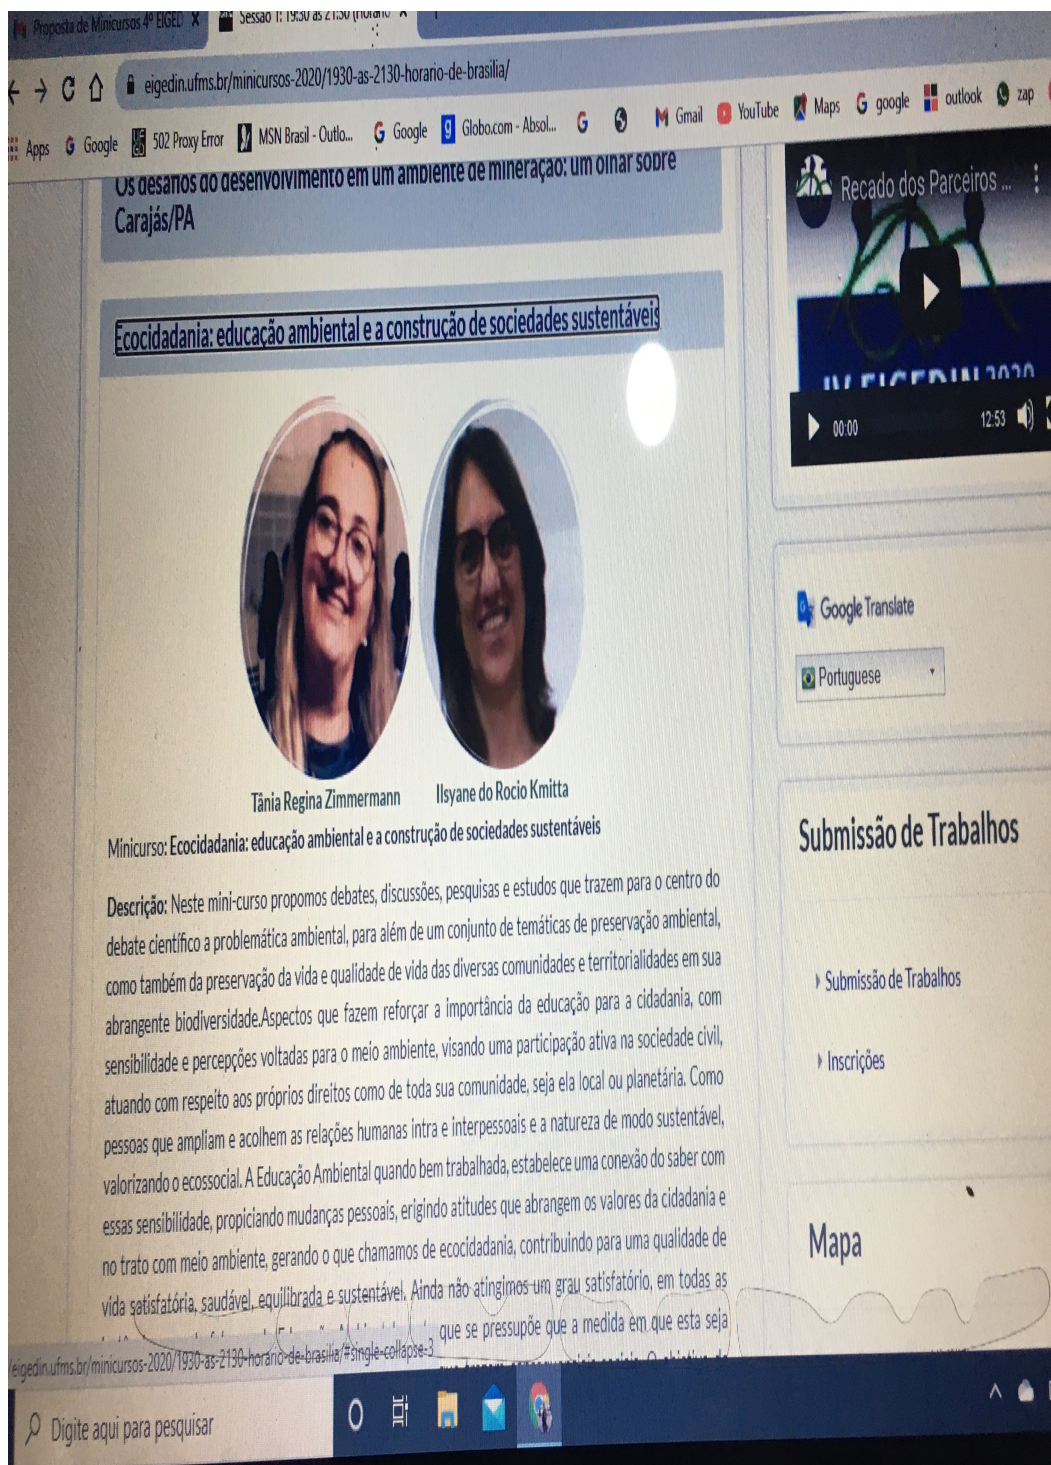 Proposta de Minicursos 4º EIGED
Sessão 1: 19:30 às 21:30 (horário
eigedin.ufms.br/minicursos-2020/1930-as-2130-horario-de-brasilia/
Apps Google 502 Proxy Error MSN Brasil - Outlo... Google Globo.com - Absol... Gmail YouTube Maps google outlook zap
Os desafios do desenvolvimento em um ambiente de mineração: um olhar sobre
Carajás/PA
Ecocidadania: educação ambiental e a construção de sociedades sustentáveis
Tânia Regina Zimmermann
Ilsyane do Rocio Kmitta
Minicurso: Ecocidadania: educação ambiental e a construção de sociedades sustentáveis
Descrição: Neste mini-curso propomos debates, discussões, pesquisas e estudos que trazem para o centro do
debate científico a problemática ambiental, para além de um conjunto de temáticas de preservação ambiental,
como também da preservação da vida e qualidade de vida das diversas comunidades e territorialidades em sua
abrangente biodiversidade.Aspectos que fazem reforçar a importância da educação para a cidadania, com
sensibilidade e percepções voltadas para o meio ambiente, visando uma participação ativa na sociedade civil,
atuando com respeito aos próprios direitos como de toda sua comunidade, seja ela local ou planetária. Como
pessoas que ampliam e acolhem as relações humanas intra e interpessoais e a natureza de modo sustentável,
valorizando o ecossocial. A Educação Ambiental quando bem trabalhada, estabelece uma conexão do saber com
essas sensibilidade, propiciando mudanças pessoais, erigindo atitudes que abrangem os valores da cidadania e
no trato com meio ambiente, gerando o que chamamos de ecocidadania, contribuindo para uma qualidade de
vida satisfatória, saudável, equilibrada e sustentável. Ainda não atingimos um grau satisfatório, em todas as
que se pressupõe que a medida em que esta seja
eigedin.ufms.br/minicursos-2020/1930-as-2130-horario-de-brasilia/#single-collapse-3
Recado dos Parceiros ...
IV EIGEDIN 2020
00:00 12:53
Google Translate
Portuguese
Submissão de Trabalhos
Submissão de Trabalhos
Inscrições
Mapa
Digite aqui para pesquisar